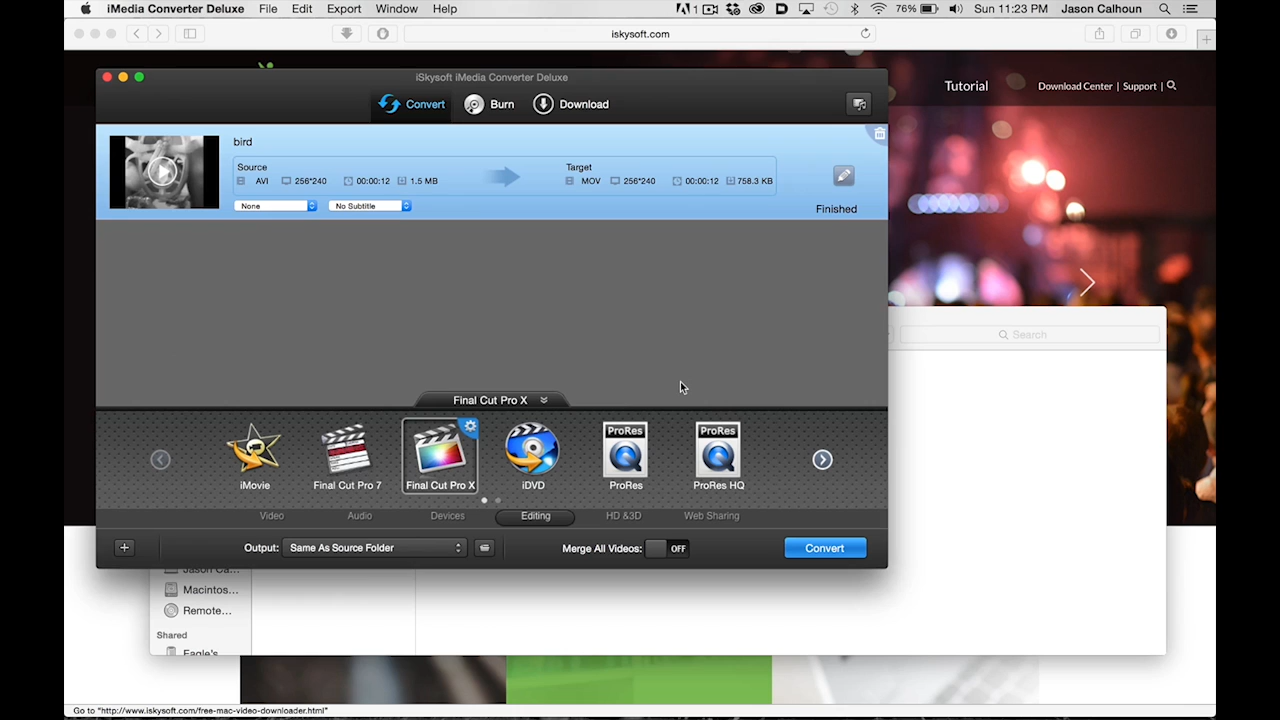 iMedia Converter Deluxe File Edit Export Window Help 1 76% Sun 11:23 PM Jason Calhoun
iskysoft.com
iSkysoft iMedia Converter Deluxe
Tutorial Download Center | Support |
Convert Burn Download
bird
Source Target
AVI 256*240 00:00:12 1.5 MB MOV 256*240 00:00:12 758.3 KB
None No Subtitle
Finished
Search
Final Cut Pro X
ProRes ProRes
iMovie Final Cut Pro 7 Final Cut Pro X iDVD ProRes ProRes HQ
Video Audio Devices Editing HD &3D Web Sharing
Output: Same As Source Folder Merge All Videos: OFF Convert
Jason Ca...
Macintos...
Remote...
Shared
Eagle's
Go to "http://www.iskysoft.com/free-mac-video-downloader.html"